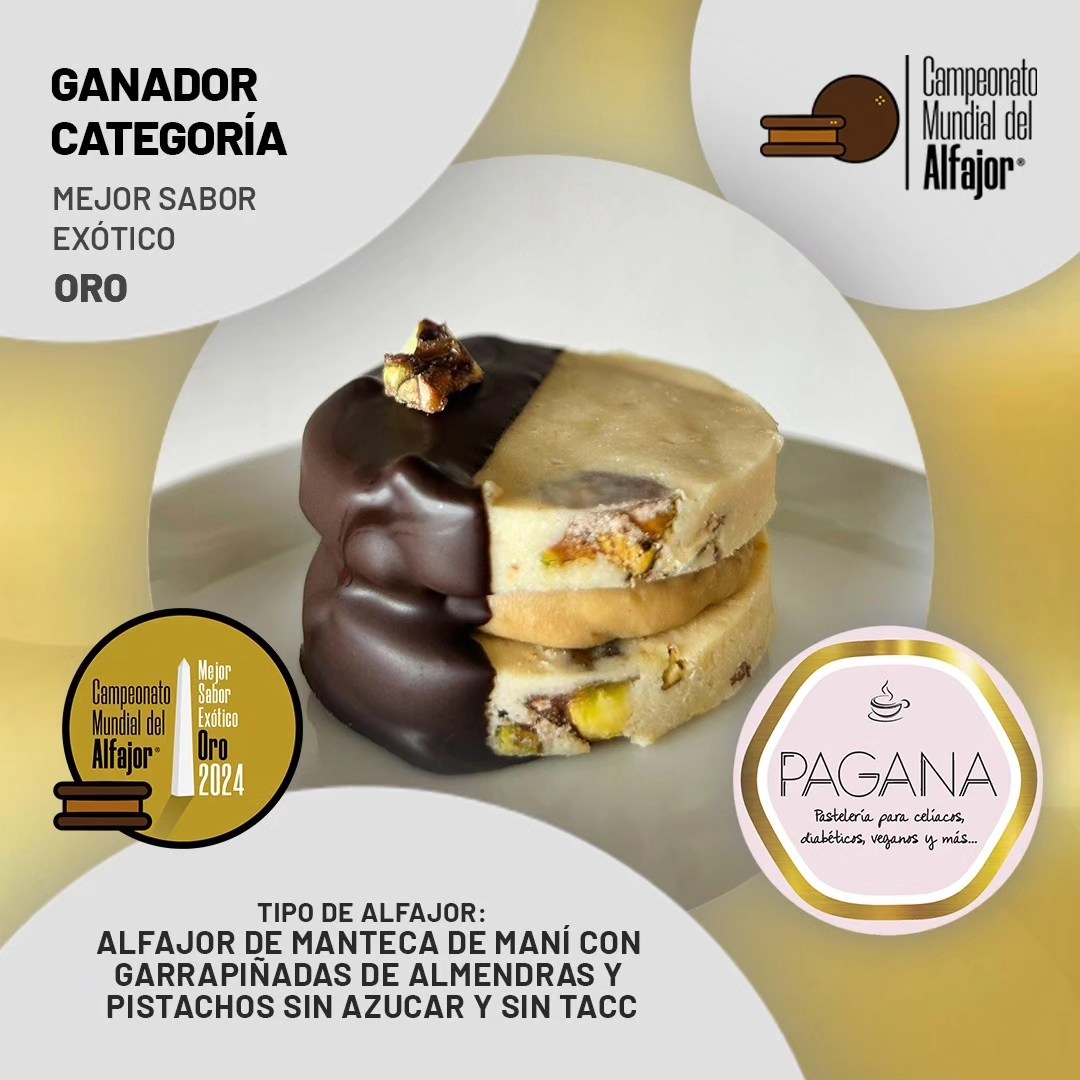 GANADOR
CATEGORÍA
MEJOR SABOR
EXÓTICO
ORO
Campeonato
Mundial del
Alfajor®
Campeonato
Mundial del
Alfajor®
Mejor
Sabor
Exótico
Oro
2024
PAGANA
Pastelería para celíacos,
diabéticos, veganos y más...
TIPO DE ALFAJOR:
ALFAJOR DE MANTECA DE MANÍ CON
GARRAPIÑADAS DE ALMENDRAS Y
PISTACHOS SIN AZUCAR Y SIN TACC